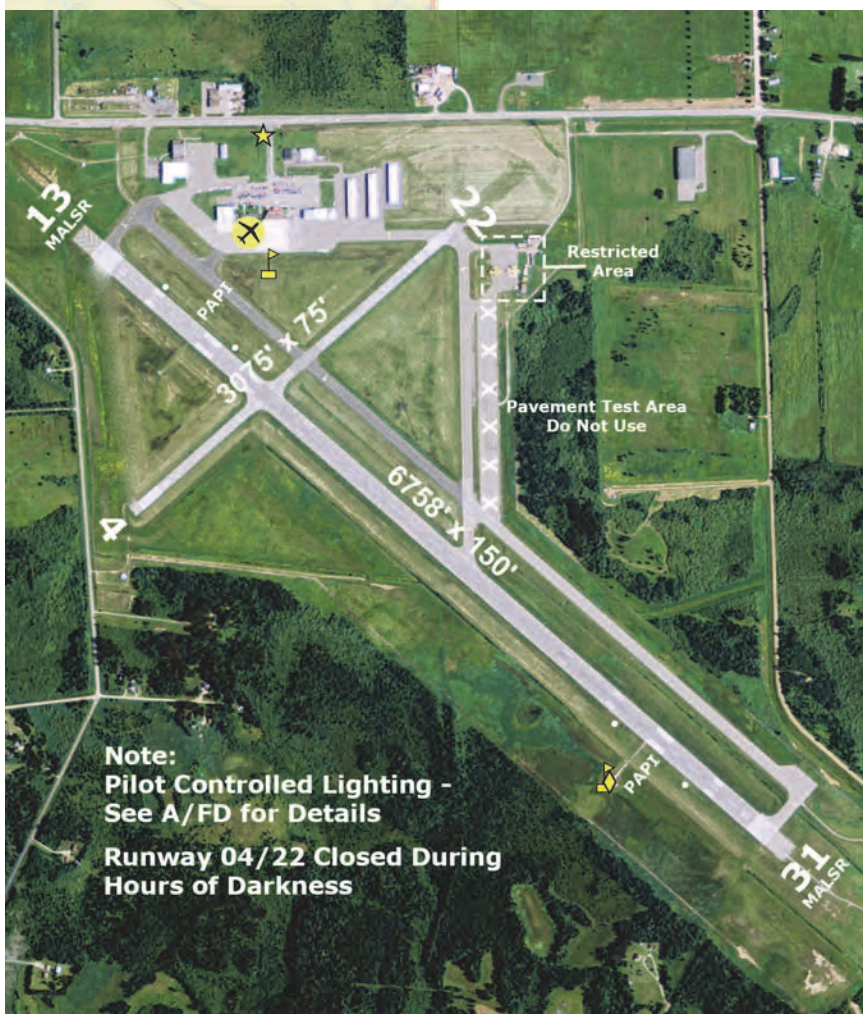 13
MALSR
22
Restricted
Area
PAPI
3075' x 75'
Pavement Test Area
Do Not Use
6758' x 150'
4
PAPI
Note:
Pilot Controlled Lighting -
See A/FD for Details
Runway 04/22 Closed During
Hours of Darkness
31
MALSR